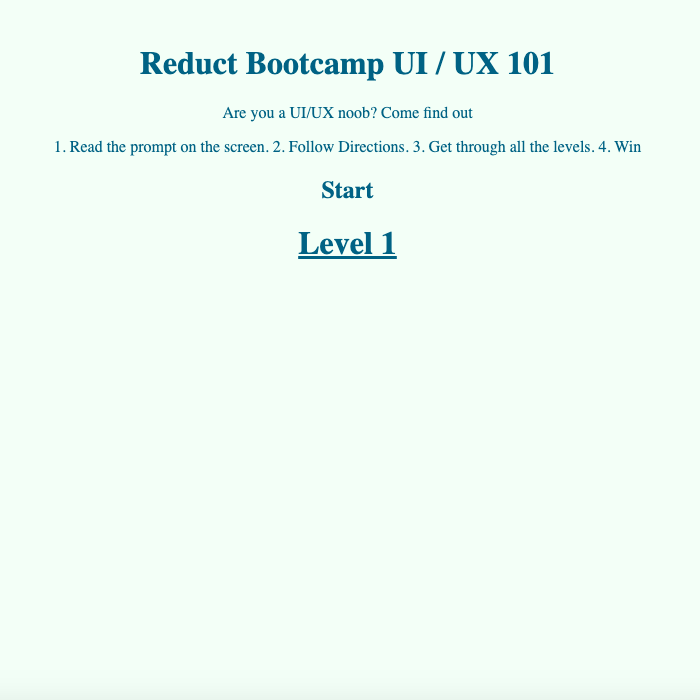 Reduct Bootcamp UI / UX 101
Are you a UI/UX noob? Come find out
1. Read the prompt on the screen. 2. Follow Directions. 3. Get through all the levels. 4. Win
Start
Level 1